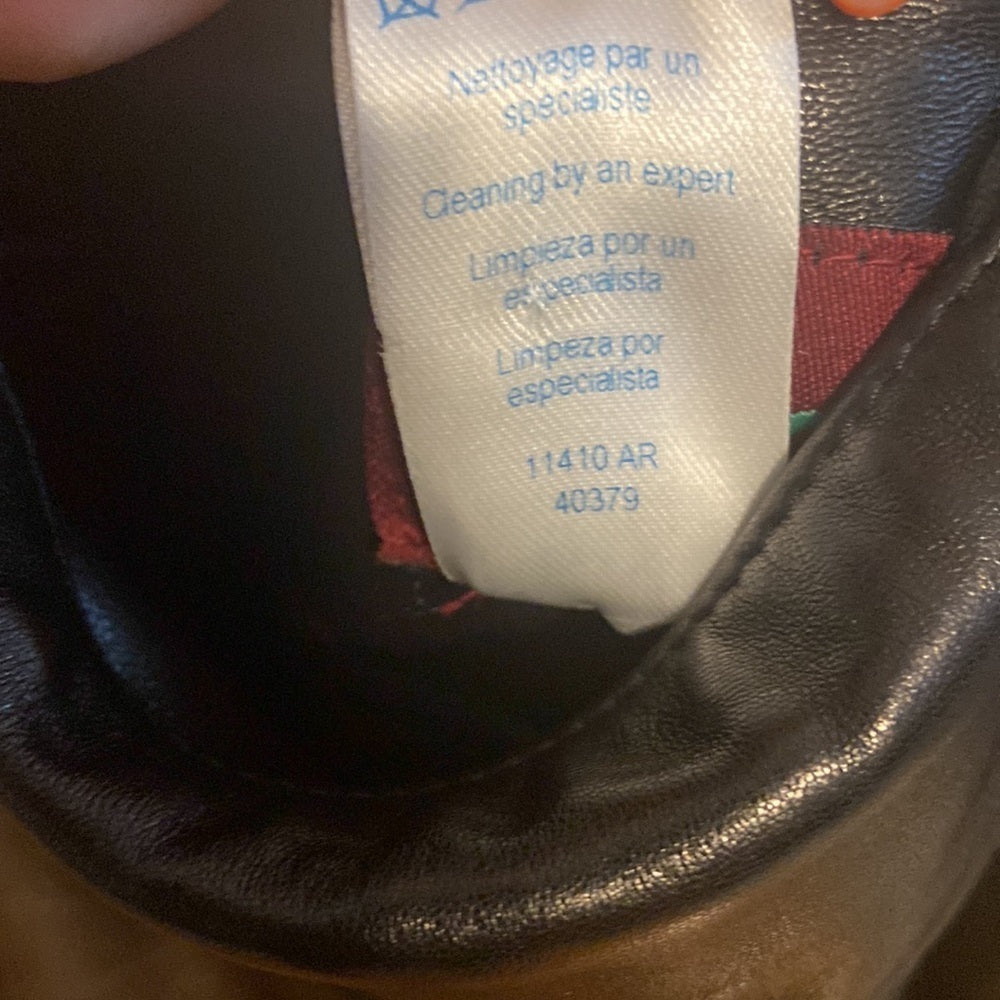 Nettoyage par un
spécialiste
Cleaning by an expert
Limpieza por un
especialista
Limpeza por
especialista
11410 AR
40379